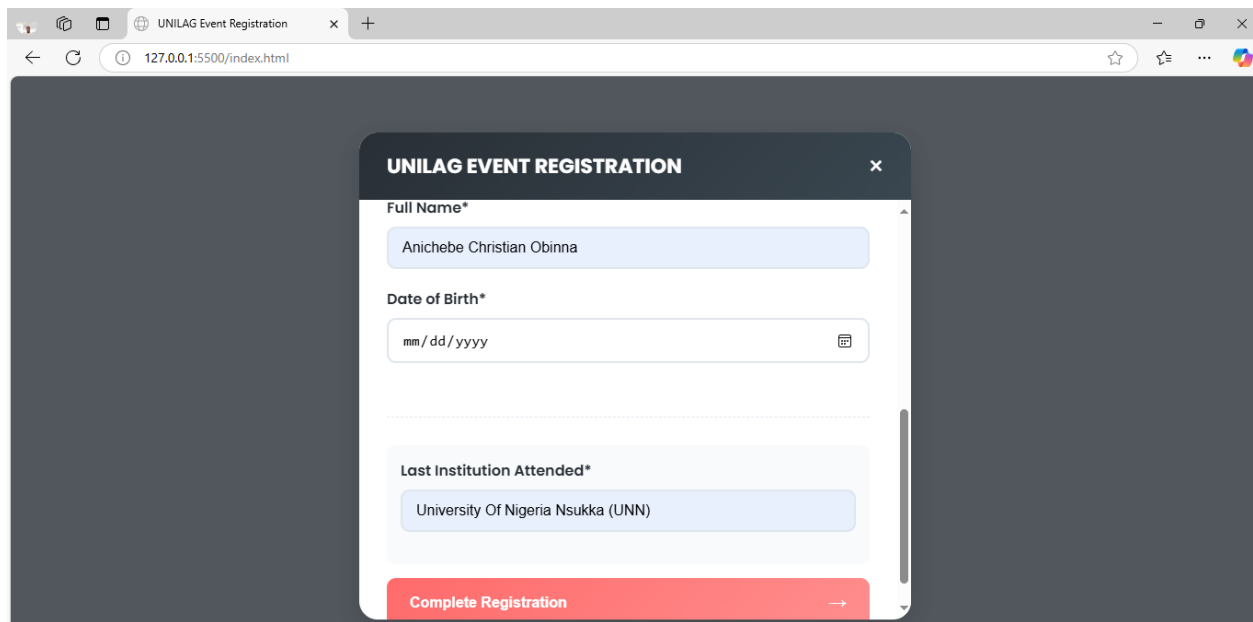 UNILAG Event Registration
127.0.0.1:5500/index.html
UNILAG EVENT REGISTRATION
Full Name*
Anichebe Christian Obinna
Date of Birth*
mm/dd/yyyy
Last Institution Attended*
University Of Nigeria Nsukka (UNN)
Complete Registration →